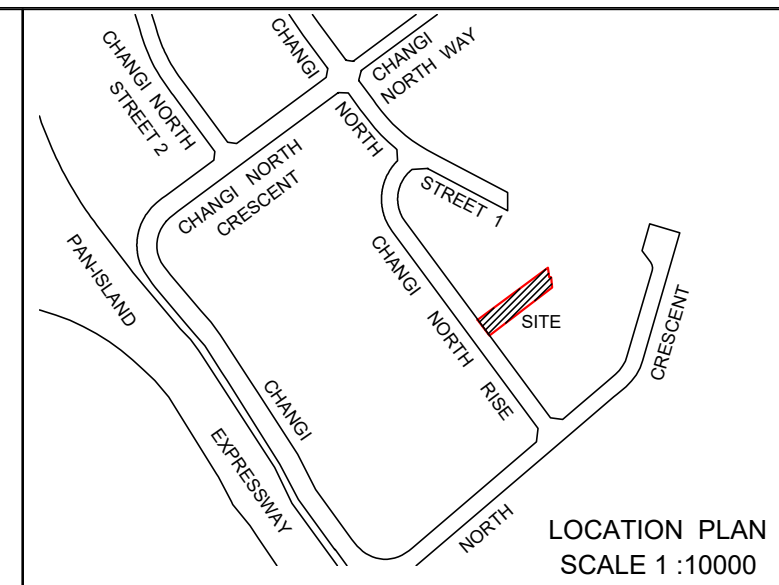 CHANGI NORTH
STREET 2
CHANGI
NORTH
CHANGI
NORTH WAY
CHANGI NORTH
CRESCENT
STREET 1
PAN-ISLAND
EXPRESSWAY
CHANGI
NORTH
RISE
SITE
CHANGI
NORTH
CRESCENT
LOCATION PLAN
SCALE 1 :10000